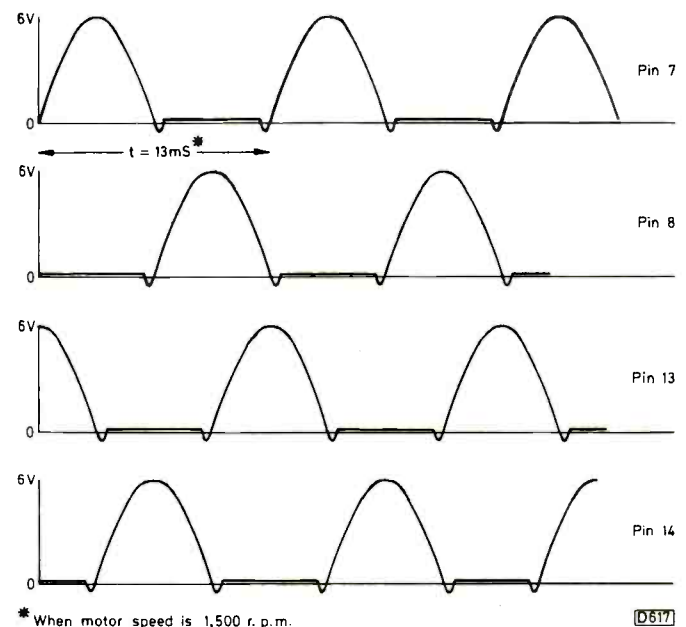 6V
0
Pin 7
t = 13mS*
6V
0
Pin 8
6V
0
Pin 13
6V
0
Pin 14
* When motor speed is 1,500 r.p.m.
D617